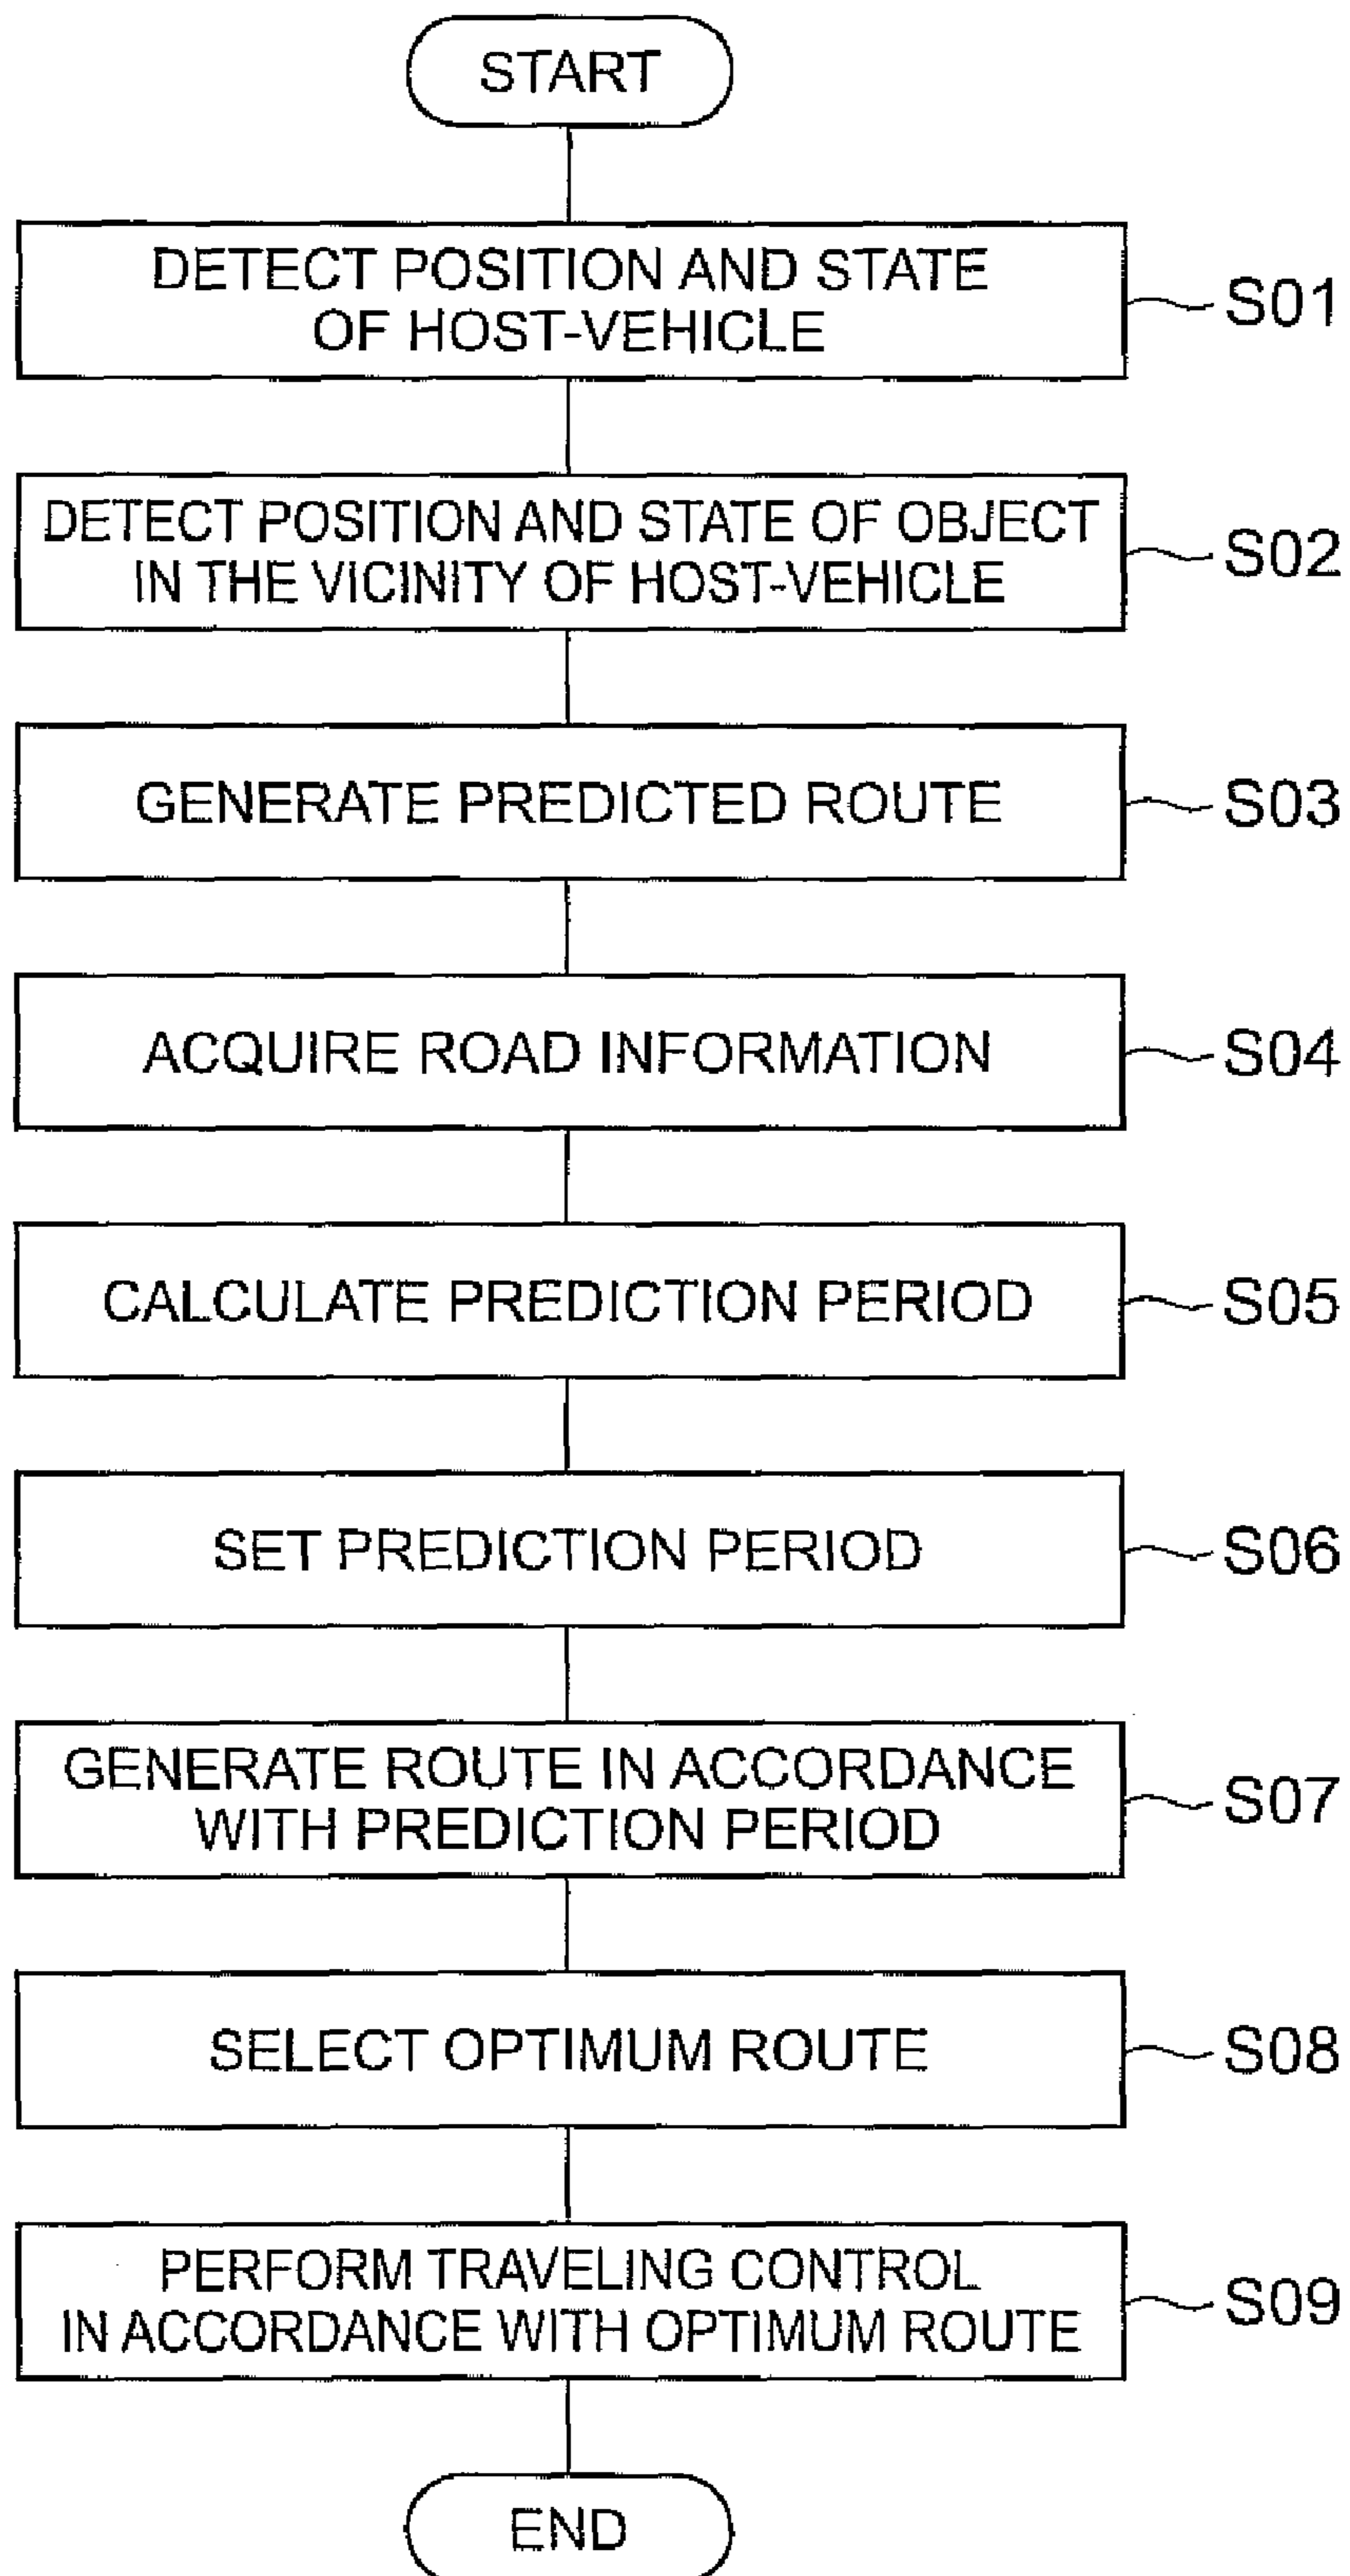 START
DETECT POSITION AND STATE
OF HOST-VEHICLE
S01
DETECT POSITION AND STATE OF OBJECT
IN THE VICINITY OF HOST-VEHICLE
S02
GENERATE PREDICTED ROUTE
S03
ACQUIRE ROAD INFORMATION
S04
CALCULATE PREDICTION PERIOD
S05
SET PREDICTION PERIOD
S06
GENERATE ROUTE IN ACCORDANCE
WITH PREDICTION PERIOD
S07
SELECT OPTIMUM ROUTE
S08
PERFORM TRAVELING CONTROL
IN ACCORDANCE WITH OPTIMUM ROUTE
S09
END